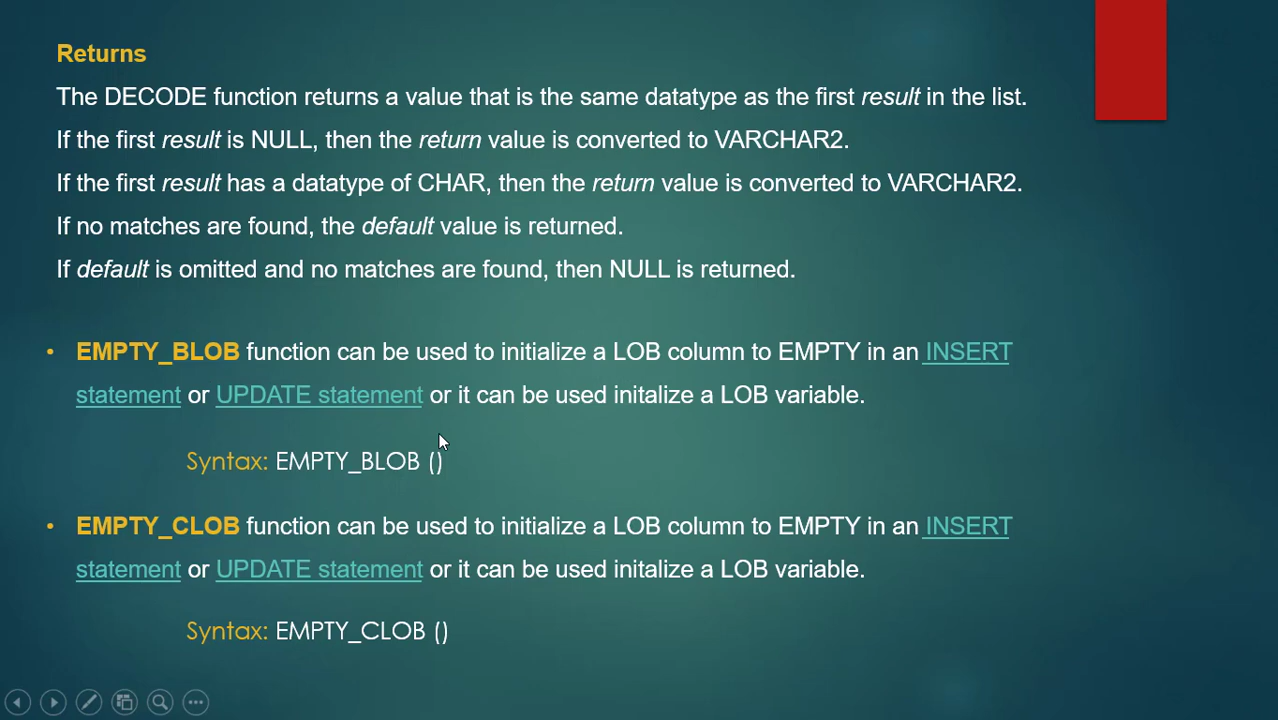 Returns
The DECODE function returns a value that is the same datatype as the first result in the list.
If the first result is NULL, then the return value is converted to VARCHAR2.
If the first result has a datatype of CHAR, then the return value is converted to VARCHAR2.
If no matches are found, the default value is returned.
If default is omitted and no matches are found, then NULL is returned.
• EMPTY_BLOB function can be used to initialize a LOB column to EMPTY in an INSERT
statement or UPDATE statement or it can be used initalize a LOB variable.
Syntax: EMPTY_BLOB ()
• EMPTY_CLOB function can be used to initialize a LOB column to EMPTY in an INSERT
statement or UPDATE statement or it can be used initalize a LOB variable.
Syntax: EMPTY_CLOB ()